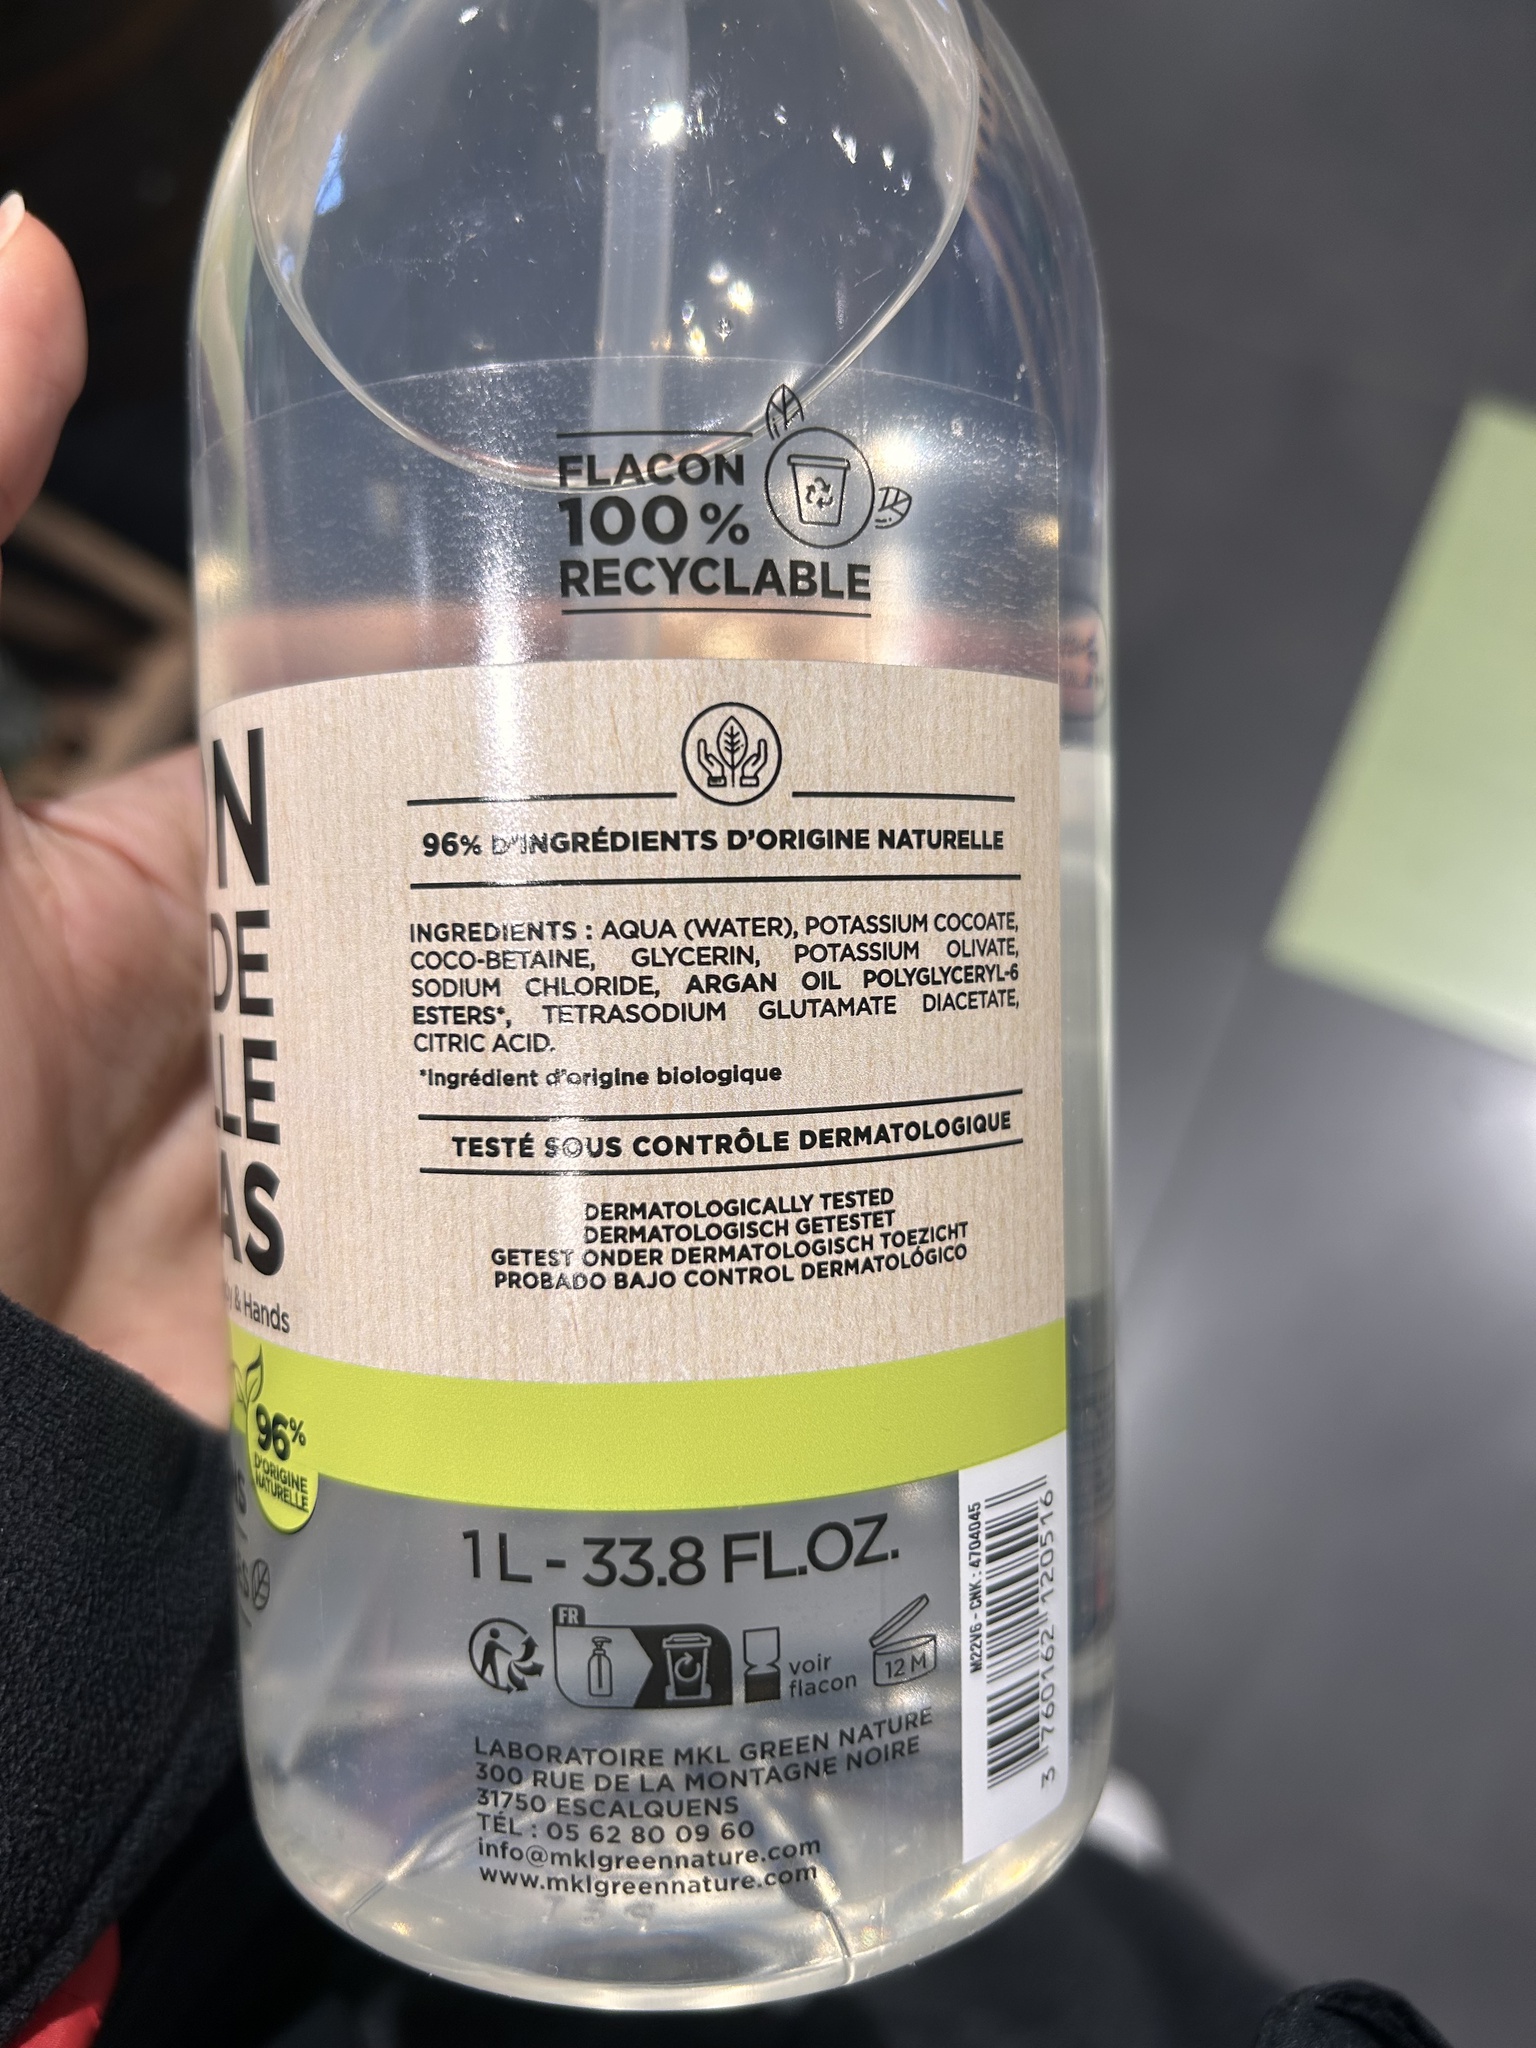 FLACON
100%
RECYCLABLE
N
DE
LLE
AS
& Hands
96% D'INGRÉDIENTS D'ORIGINE NATURELLE
INGREDIENTS : AQUA (WATER), POTASSIUM COCOATE,
COCO-BETAINE, GLYCERIN, POTASSIUM OLIVATE,
SODIUM CHLORIDE, ARGAN OIL POLYGLYCERYL-6
ESTERS*, TETRASODIUM GLUTAMATE DIACETATE,
CITRIC ACID.
*Ingrédient d'origine biologique
TESTÉ SOUS CONTRÔLE DERMATOLOGIQUE
DERMATOLOGICALLY TESTED
DERMATOLOGISCH GETESTET
GETEST ONDER DERMATOLOGISCH TOEZICHT
PROBADO BAJO CONTROL DERMATOLÓGICO
96%
D'ORIGINE
NATURELLE
1 L - 33.8 FL.OZ.
FR
voir
flacon
12 M
LABORATOIRE MKL GREEN NATURE
300 RUE DE LA MONTAGNE NOIRE
31750 ESCALQUENS
TÉL : 05 62 80 09 60
info@mklgreennature.com
www.mklgreennature.com
M22V6 - CNK : 4704045
3 760162 120516